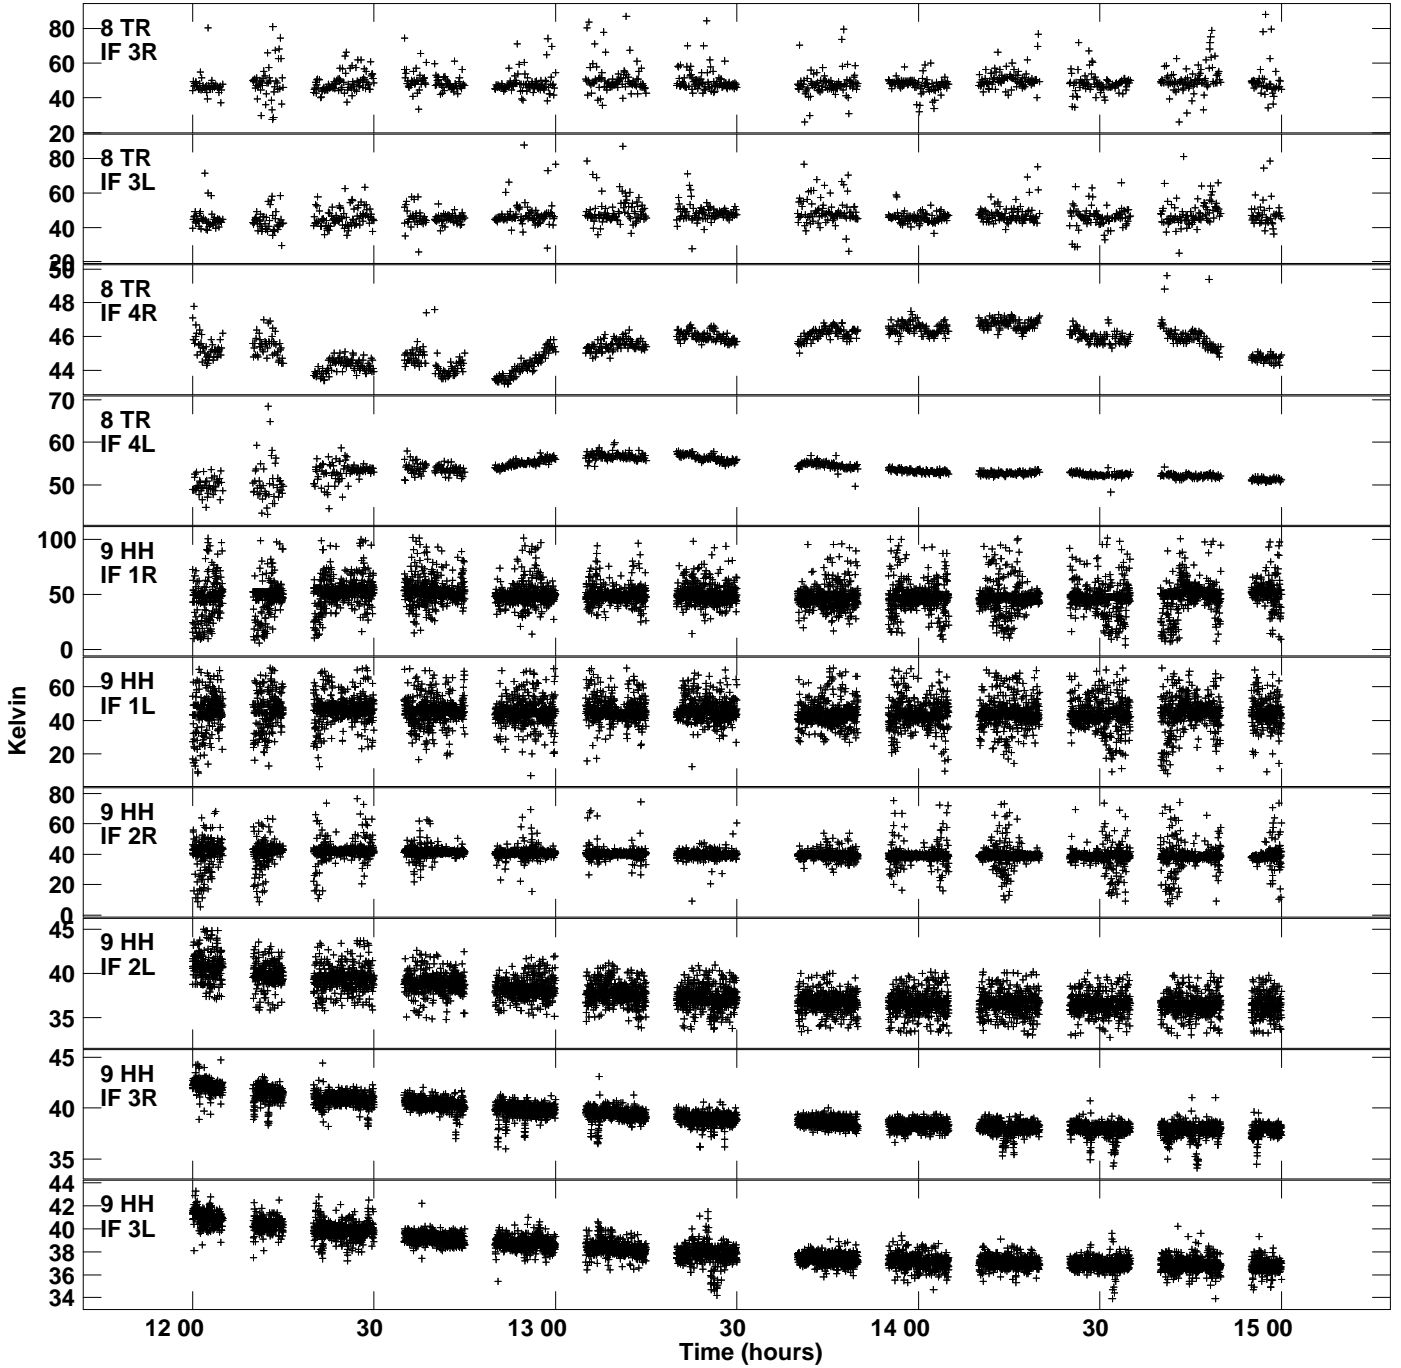 8 TR
IF 3R
80
60
40
20
8 TR
IF 3L
80
60
40
20
8 TR
IF 4R
50
48
46
44
8 TR
IF 4L
70
60
50
9 HH
IF 1R
100
50
0
9 HH
IF 1L
60
40
20
9 HH
IF 2R
80
60
40
20
0
9 HH
IF 2L
45
40
35
9 HH
IF 3R
45
40
35
9 HH
IF 3L
44
42
40
38
36
34
Kelvin
12 00 30 13 00 30 14 00 30 15 00
Time (hours)